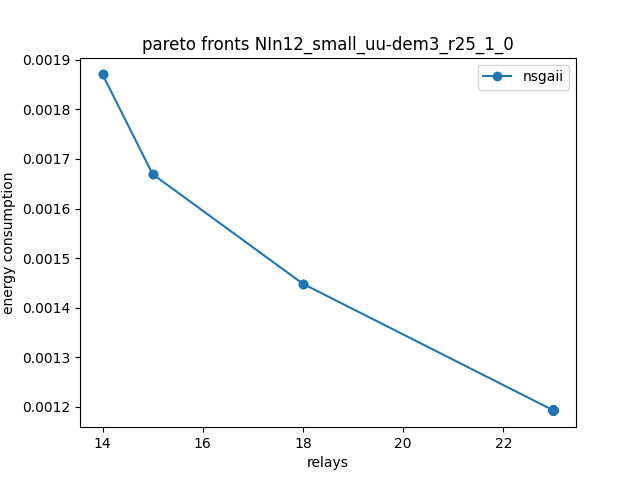 pareto fronts NIn12_small_uu-dem3_r25_1_0
nsgaii
energy consumption
0.0019
0.0018
0.0017
0.0016
0.0015
0.0014
0.0013
0.0012
14 16 18 20 22
relays